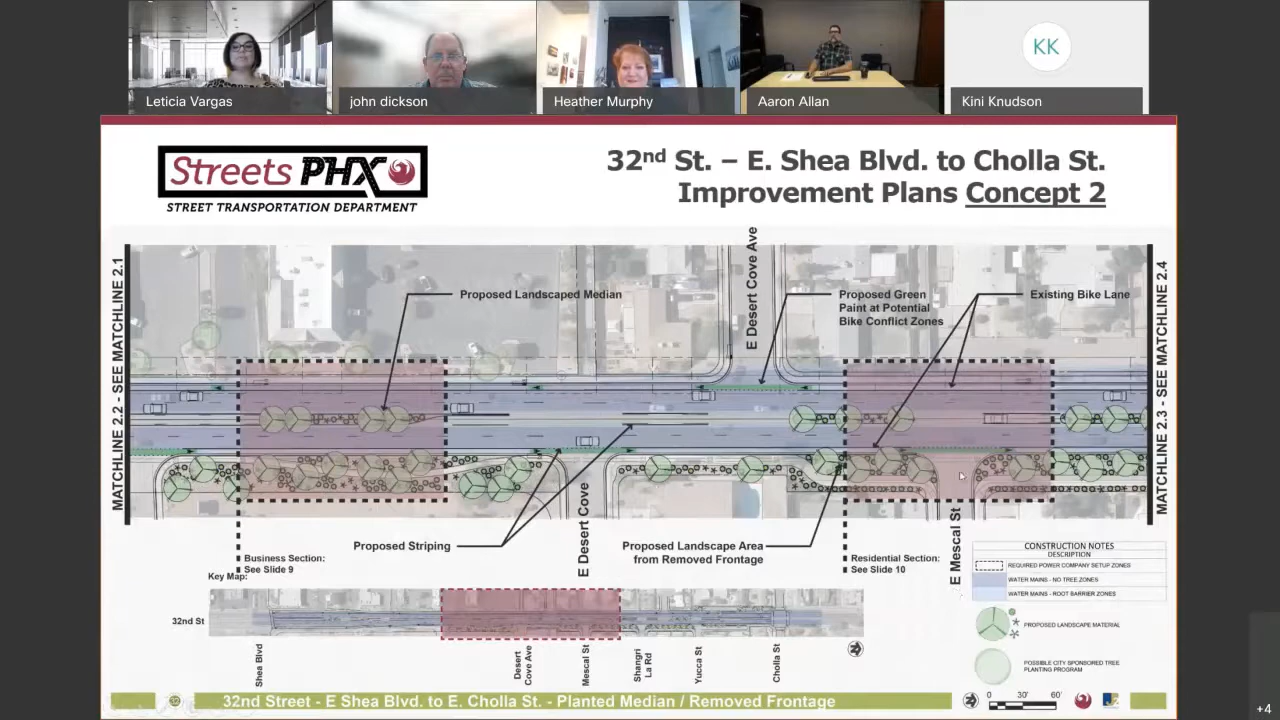 Leticia Vargas
john dickson
Heather Murphy
Aaron Allan
KK
Kini Knudson
Streets PHX
STREET TRANSPORTATION DEPARTMENT
32nd St. – E. Shea Blvd. to Cholla St.
Improvement Plans Concept 2
MATCHLINE 2.2 - SEE MATCHLINE 2.1
Proposed Landscaped Median
E Desert Cove Ave
Proposed Green
Paint at Potential
Bike Conflict Zones
Existing Bike Lane
MATCHLINE 2.3 - SEE MATCHLINE 2.4
Proposed Striping
E Desert Cove
Proposed Landscape Area
from Removed Frontage
E Mescal St
Business Section:
See Slide 9
Residential Section:
See Slide 10
Key Map:
32nd St
Shea Blvd
Desert
Cove Ave
Mescal St
Shangri
La Rd
Yucca St
Cholla St
CONSTRUCTION NOTES
DESCRIPTION
REQUIRED POWER COMPANY SETUP ZONES
WATER MAINS - NO TREE ZONES
WATER MAINS - ROOT BARRIER ZONES
PROPOSED LANDSCAPE MATERIAL
POSSIBLE CITY SPONSORED TREE
PLANTING PROGRAM
32nd Street - E Shea Blvd. to E. Cholla St. - Planted Median / Removed Frontage
0 30' 60'
+4